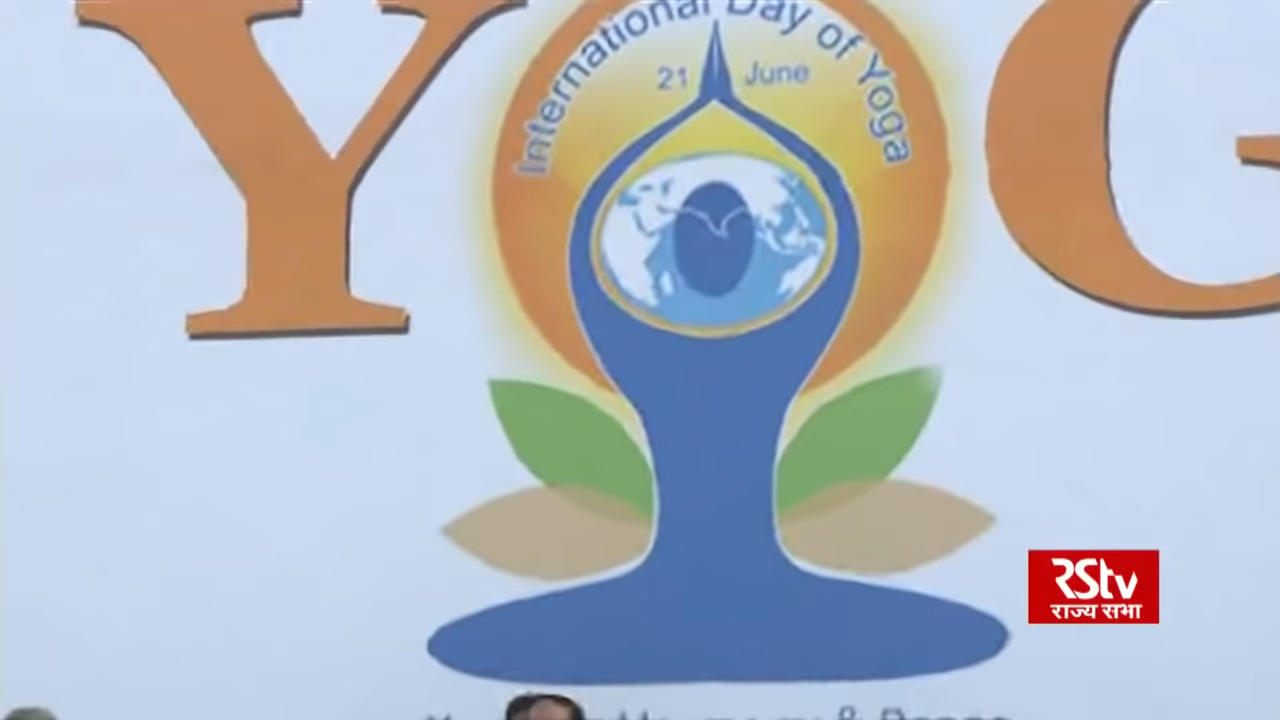 YOG
International Day of Yoga
21 June
RStv
राज्य सभा